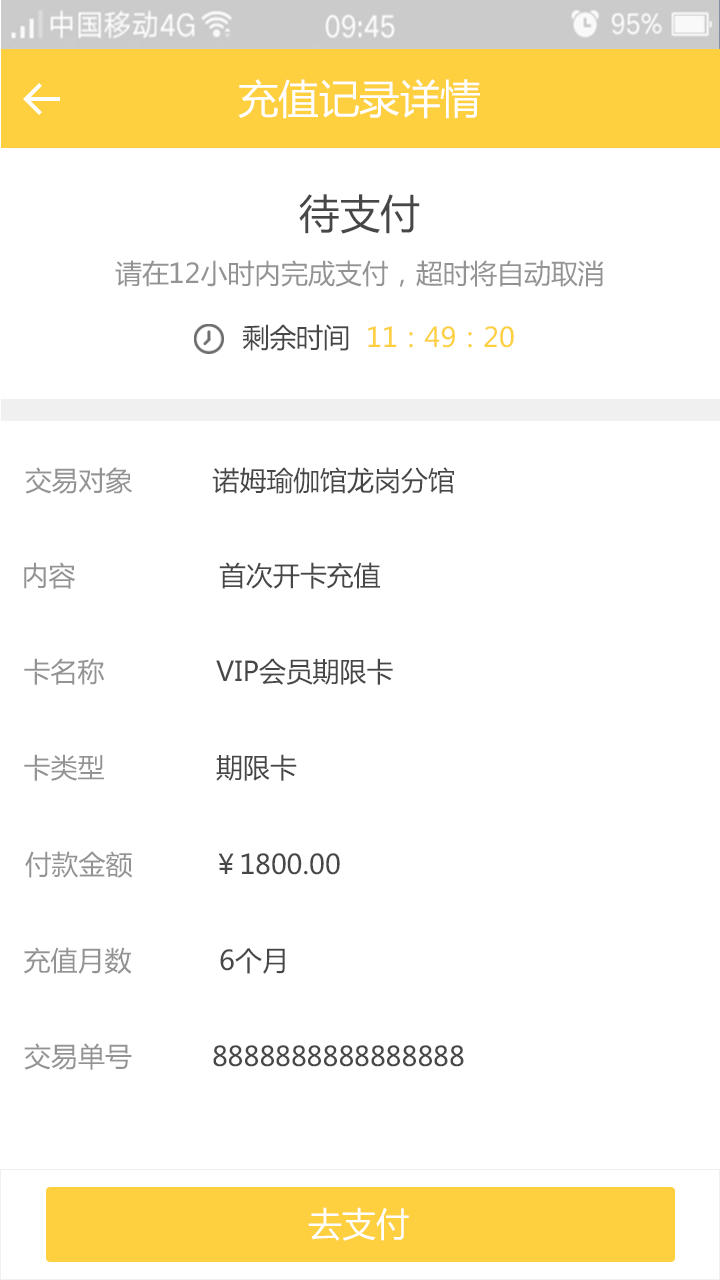 中国移动4G 09:45 95%
充值记录详情
待支付
请在12小时内完成支付，超时将自动取消
剩余时间 11：49：20
交易对象 诺姆瑜伽馆龙岗分馆
内容 首次开卡充值
卡名称 VIP会员期限卡
卡类型 期限卡
付款金额 ¥1800.00
充值月数 6个月
交易单号 8888888888888888
去支付